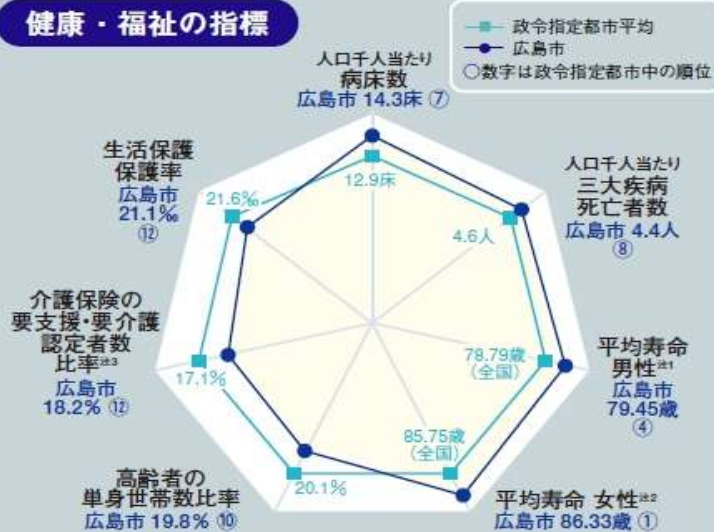 健康・福祉の指標
政令指定都市平均
広島市
○数字は政令指定都市中の順位
人口千人当たり
病床数
広島市 14.3床 ⑦
12.9床
人口千人当たり
三大疾病
死亡者数
広島市 4.4人
⑧
4.6人
平均寿命
男性注1
広島市
79.45歳
④
78.79歳
(全国)
平均寿命 女性注2
広島市 86.33歳 ①
85.75歳
(全国)
高齢者の
単身世帯数比率
広島市 19.8% ⑩
20.1%
介護保険の
要支援・要介護
認定者数
比率注3
広島市
18.2% ⑫
17.1%
生活保護
保護率
広島市
21.1‰
⑫
21.6‰